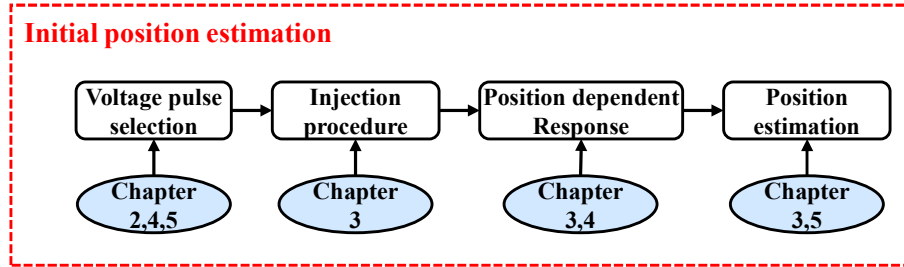 Initial position estimation
Voltage pulse
selection
Injection
procedure
Position dependent
Response
Position
estimation
Chapter
2,4,5
Chapter
3
Chapter
3,4
Chapter
3,5